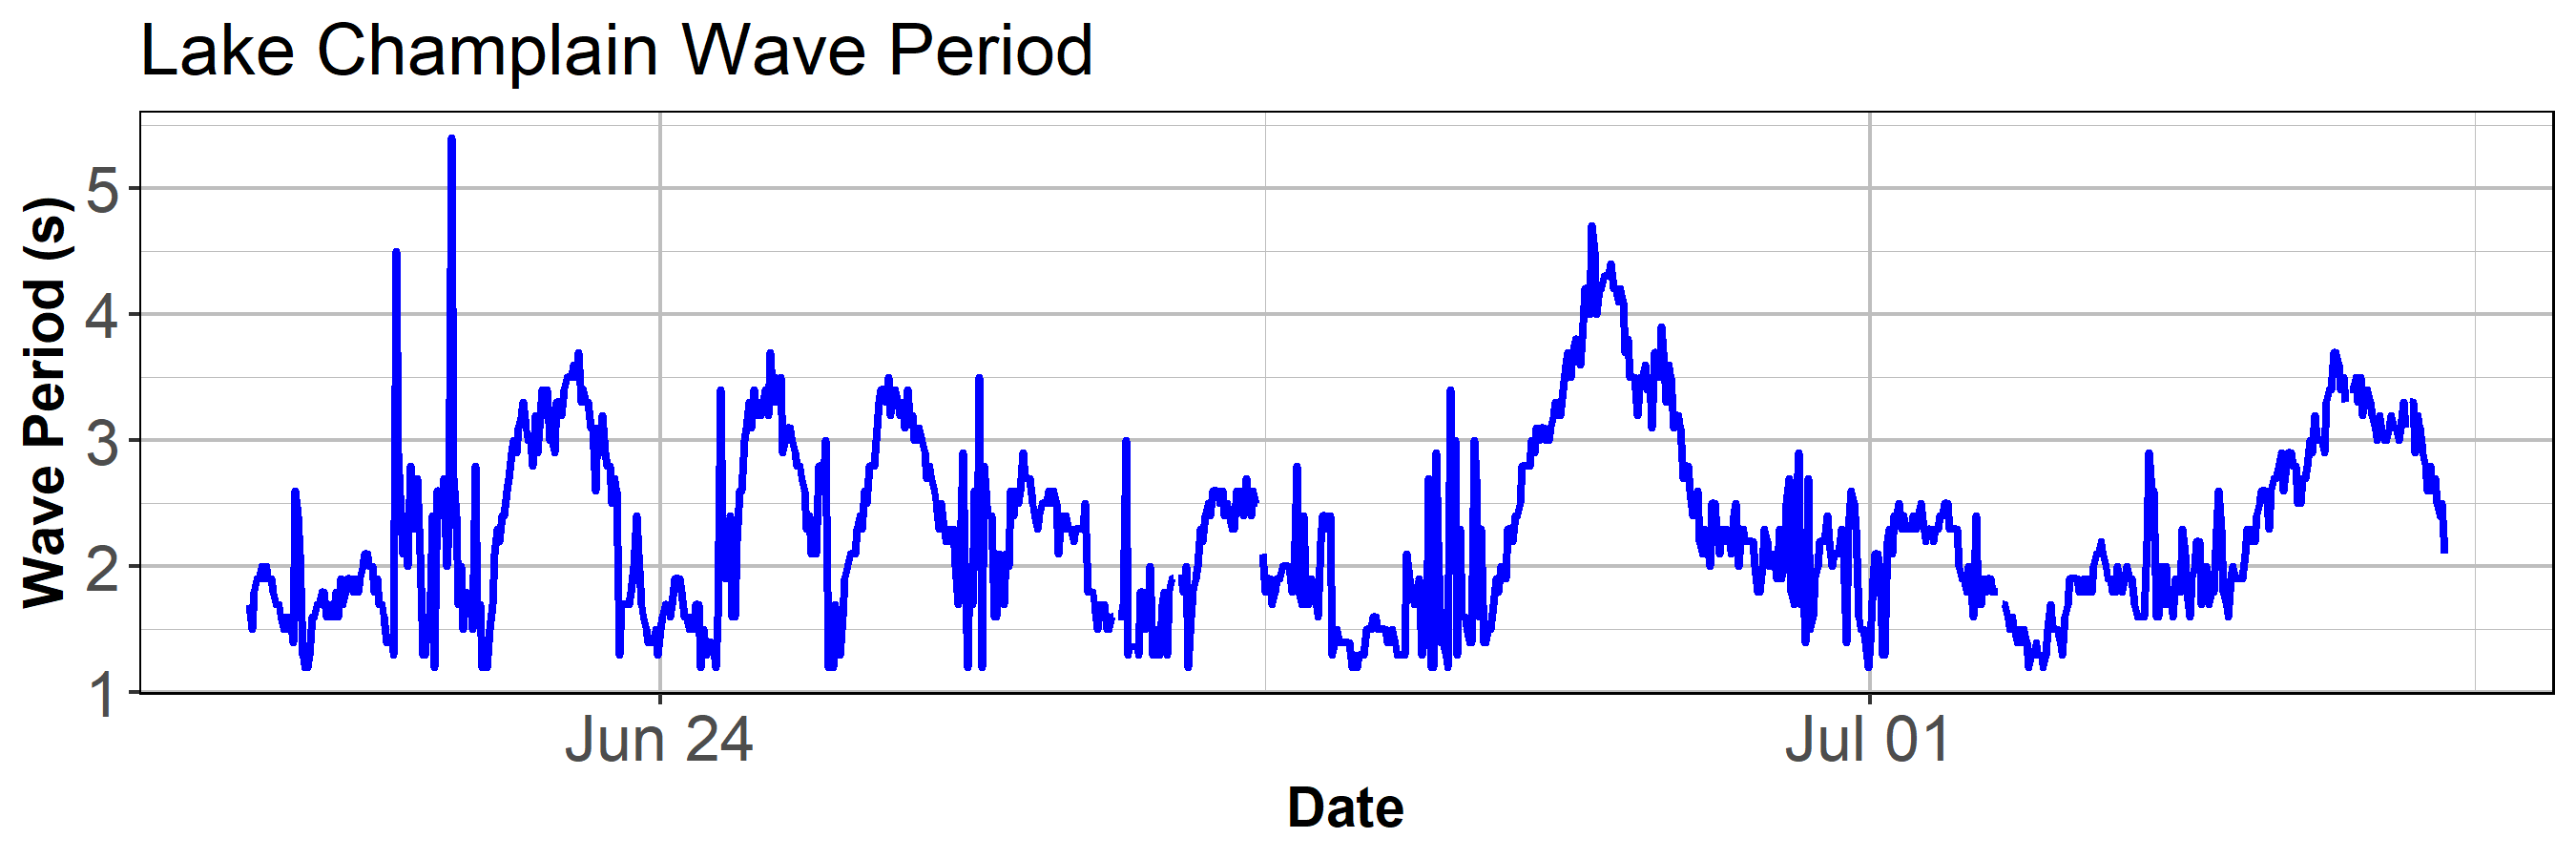 Lake Champlain Wave Period
Wave Period (s)
5
4
3
2
1
Jun 24
Jul 01
Date